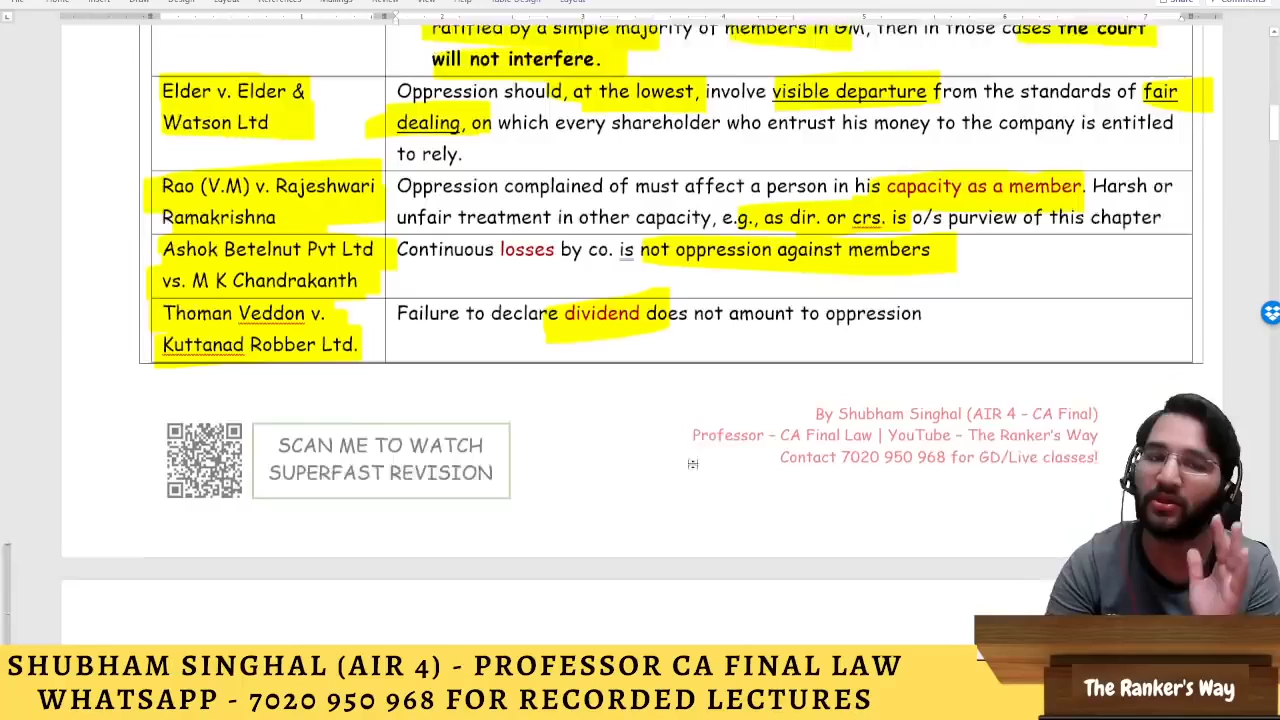 ratified by a simple majority of members in GM, then in those cases the court
will not interfere.
Elder v. Elder &
Watson Ltd
Oppression should, at the lowest, involve visible departure from the standards of fair
dealing, on which every shareholder who entrust his money to the company is entitled
to rely.
Rao (V.M) v. Rajeshwari
Ramakrishna
Oppression complained of must affect a person in his capacity as a member. Harsh or
unfair treatment in other capacity, e.g., as dir. or crs. is o/s purview of this chapter
Ashok Betelnut Pvt Ltd
vs. M K Chandrakanth
Continuous losses by co. is not oppression against members
Thoman Veddon v.
Kuttanad Robber Ltd.
Failure to declare dividend does not amount to oppression
SCAN ME TO WATCH
SUPERFAST REVISION
By Shubham Singhal (AIR 4 - CA Final)
Professor - CA Final Law | YouTube - The Ranker's Way
Contact 7020 950 968 for GD/Live classes!
SHUBHAM SINGHAL (AIR 4) - PROFESSOR CA FINAL LAW
WHATSAPP - 7020 950 968 FOR RECORDED LECTURES
The Ranker's Way